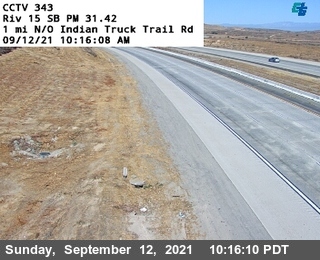 CCTV 343
Riv 15 SB PM 31.42
1 mi N/O Indian Truck Trail Rd
09/12/21 10:16:08 AM
Sunday, September 12, 2021 10:16:10 PDT